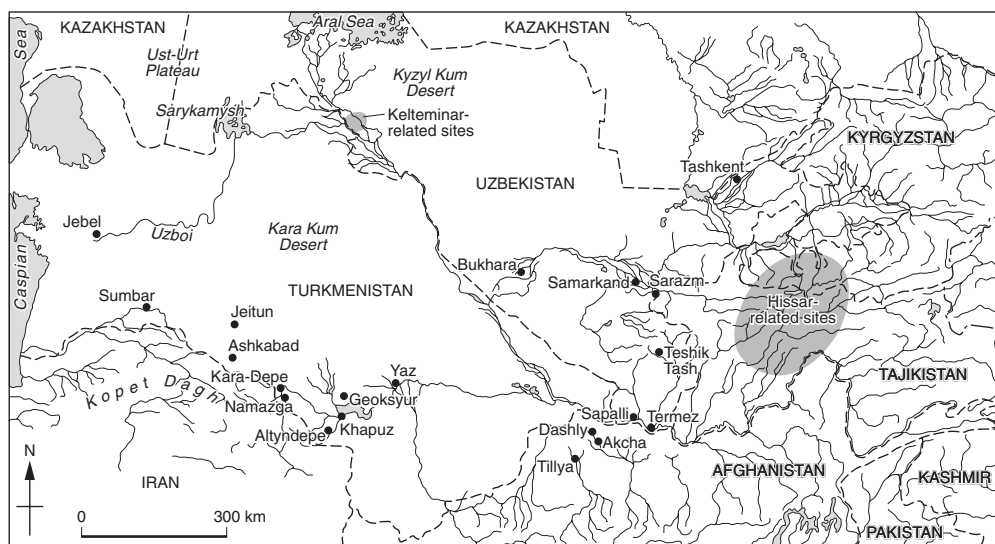 Sea
KAZAKHSTAN
Aral Sea
KAZAKHSTAN
Ust-Urt
Plateau
Kyzyl Kum
Desert
Sarykamysh
Kelteminar-
related sites
KYRGYZSTAN
Tashkent
UZBEKISTAN
Jebel
Uzboi
Kara Kum
Desert
Caspian
Bukhara
Samarkand
Sarazm
TURKMENISTAN
Sumbar
Hissar-
related sites
Jeitun
Ashkabad
Teshik
Tash
Kopet Dagh
Kara-Depe
Yaz
TAJIKISTAN
Namazga
Geoksyur
Sapalli
Termez
Altyndepe
Khapuz
Dashly
Akcha
Tillya
AFGHANISTAN
KASHMIR
N
IRAN
0
300 km
PAKISTAN